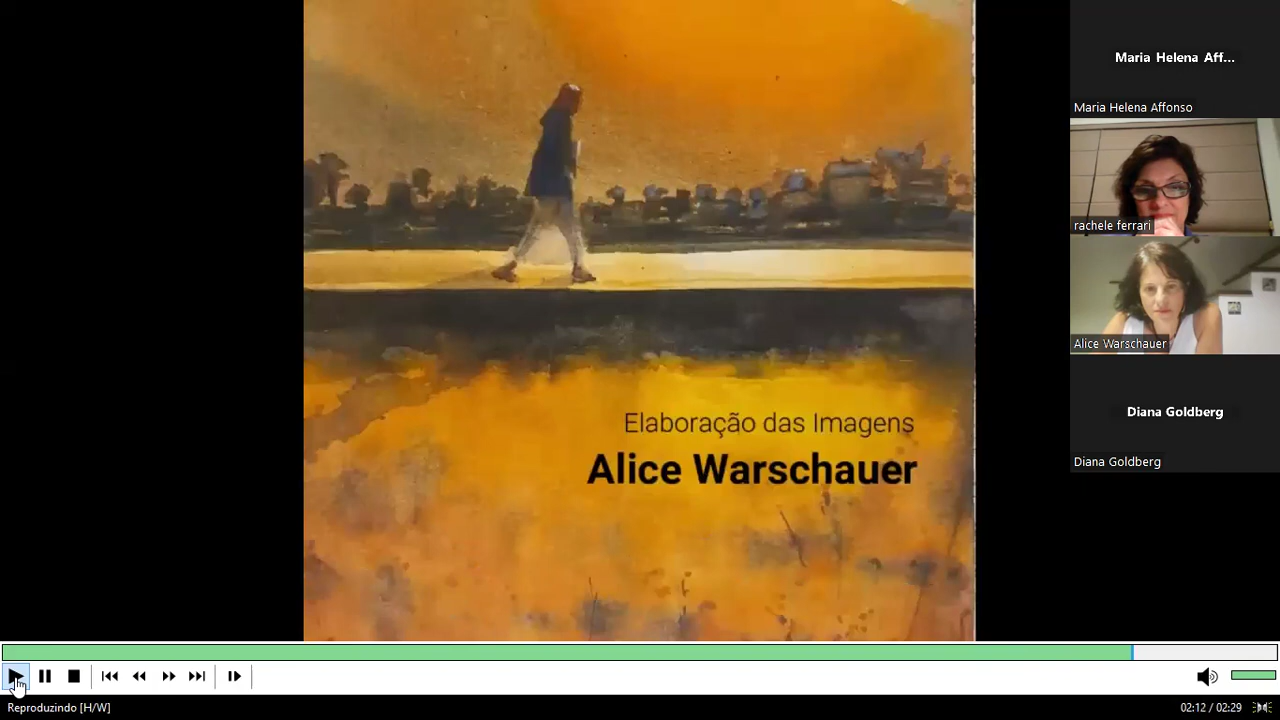 Maria Helena Aff...
Maria Helena Affonso
rachele ferrari
Alice Warschauer
Diana Goldberg
Diana Goldberg
Elaboração das Imagens
Alice Warschauer
Reproduzindo [H/W]
02:12 / 02:29